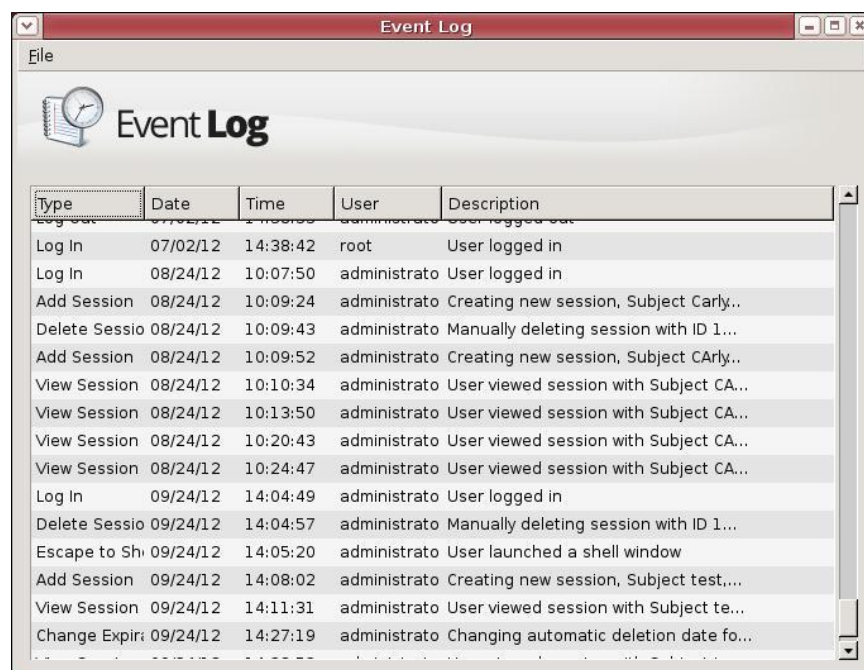 Event Log
File
Event Log
Type Date Time User Description
Log In 07/02/12 14:38:42 root User logged in
Log In 08/24/12 10:07:50 administrato User logged in
Add Session 08/24/12 10:09:24 administrato Creating new session, Subject Carly...
Delete Sessio 08/24/12 10:09:43 administrato Manually deleting session with ID 1...
Add Session 08/24/12 10:09:52 administrato Creating new session, Subject CArly...
View Session 08/24/12 10:10:34 administrato User viewed session with Subject CA...
View Session 08/24/12 10:13:50 administrato User viewed session with Subject CA...
View Session 08/24/12 10:20:43 administrato User viewed session with Subject CA...
View Session 08/24/12 10:24:47 administrato User viewed session with Subject CA...
Log In 09/24/12 14:04:49 administrato User logged in
Delete Sessio 09/24/12 14:04:57 administrato Manually deleting session with ID 1...
Escape to She 09/24/12 14:05:20 administrato User launched a shell window
Add Session 09/24/12 14:08:02 administrato Creating new session, Subject test,...
View Session 09/24/12 14:11:31 administrato User viewed session with Subject te...
Change Expira 09/24/12 14:27:19 administrato Changing automatic deletion date fo...